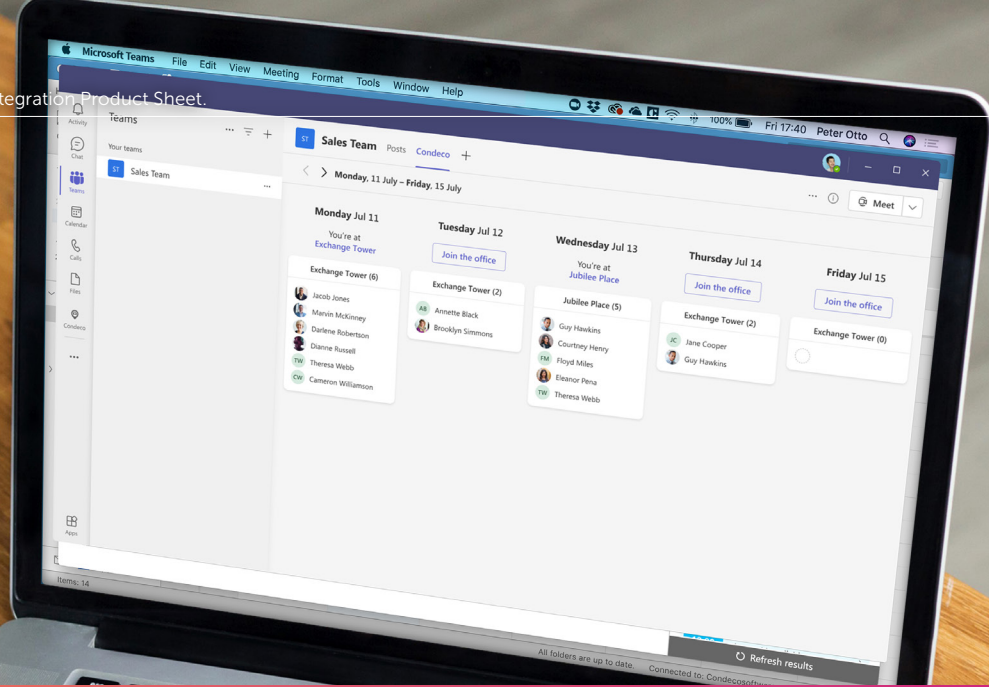 Microsoft Teams File Edit View Meeting Format Tools Window Help 100% Fri 17:40 Peter Otto
tegration Product Sheet.
Activity
Chat
Teams
Calendar
Calls
Files
Condeco
Apps
Teams
Your teams
ST Sales Team
ST Sales Team Posts Condeco
Meet
Monday, 11 July – Friday, 15 July
Monday Jul 11
You're at
Exchange Tower
Exchange Tower (6)
Jacob Jones
Marvin McKinney
Darlene Robertson
Dianne Russell
TW Theresa Webb
CW Cameron Williamson
Tuesday Jul 12
Join the office
Exchange Tower (2)
AB Annette Black
Brooklyn Simmons
Wednesday Jul 13
You're at
Jubilee Place
Jubilee Place (5)
Guy Hawkins
Courtney Henry
FM Floyd Miles
Eleanor Pena
TW Theresa Webb
Thursday Jul 14
Join the office
Exchange Tower (2)
JC Jane Cooper
Guy Hawkins
Friday Jul 15
Join the office
Exchange Tower (0)
Items: 14
All folders are up to date. Connected to: Condecosoftw
Refresh results